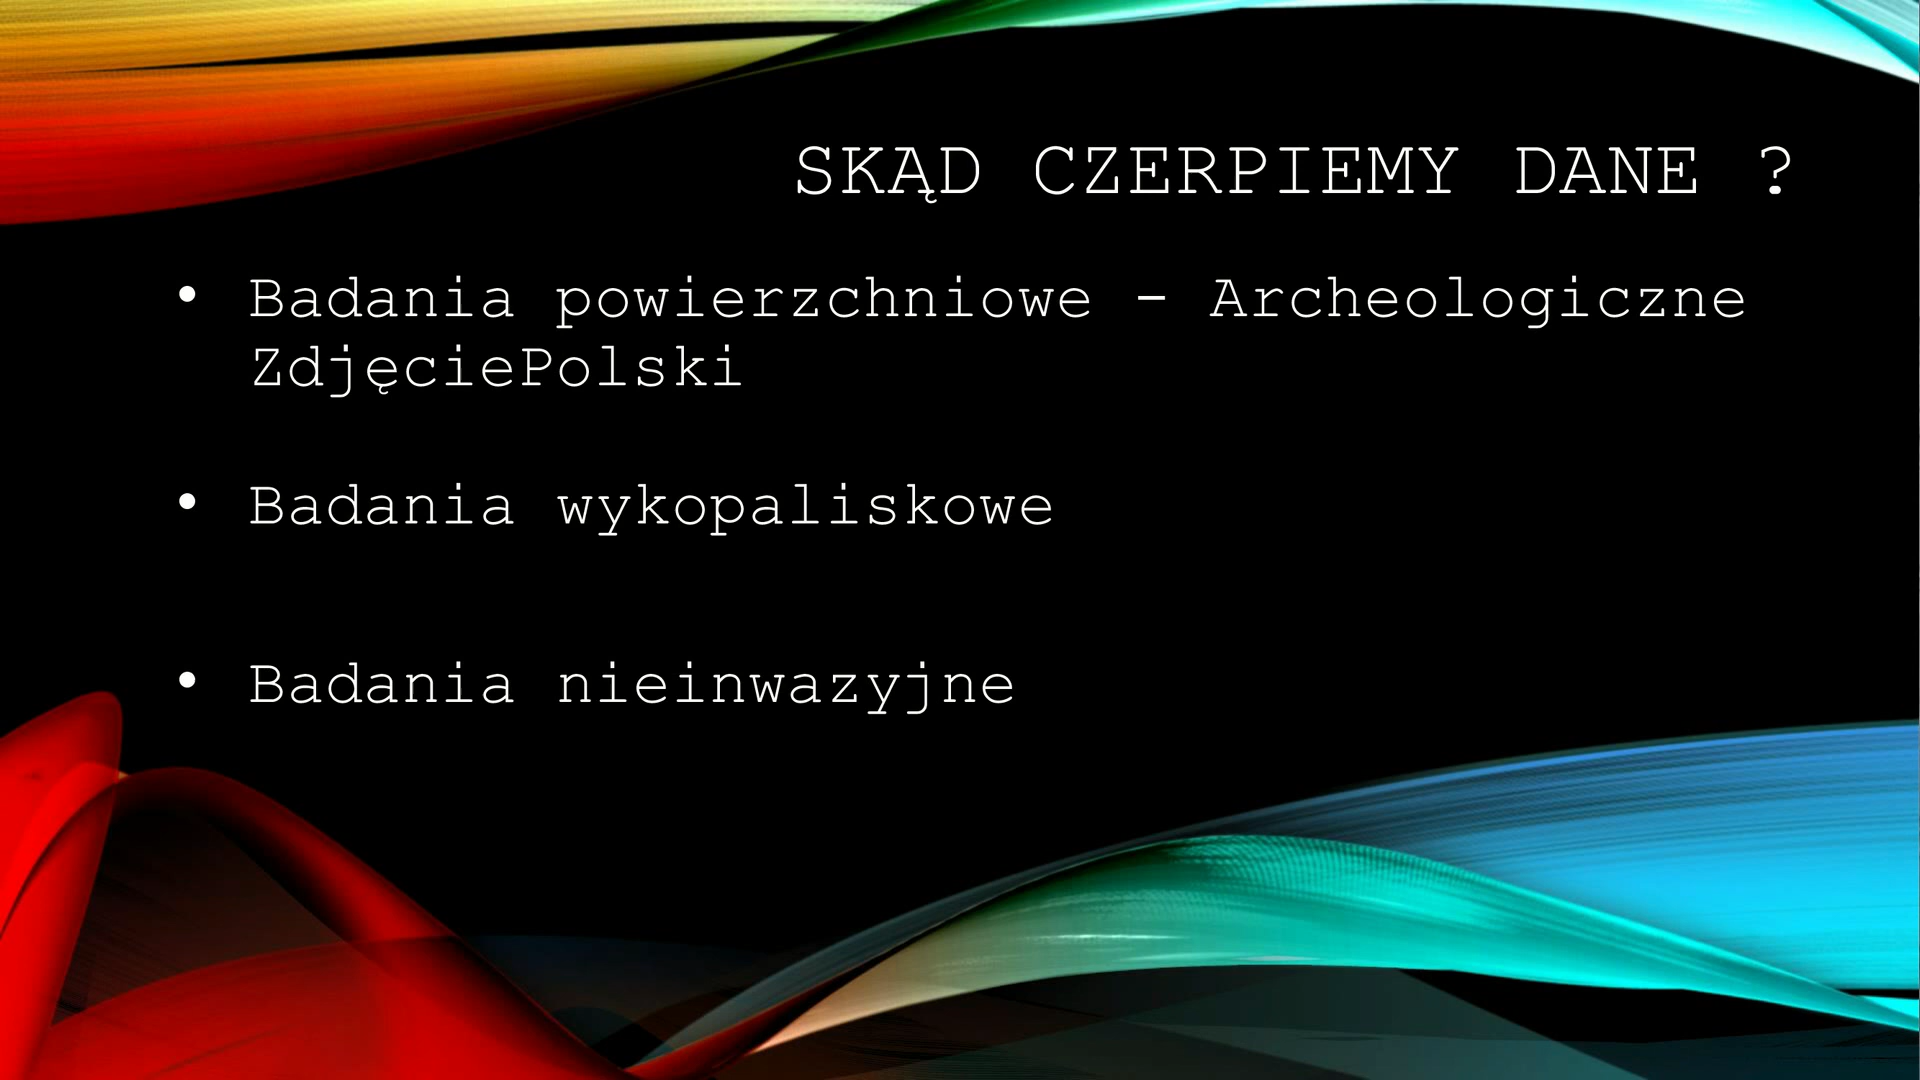 SKĄD CZERPIEMY DANE ?
• Badania powierzchniowe - Archeologiczne
ZdjęciePolski
• Badania wykopaliskowe
• Badania nieinwazyjne